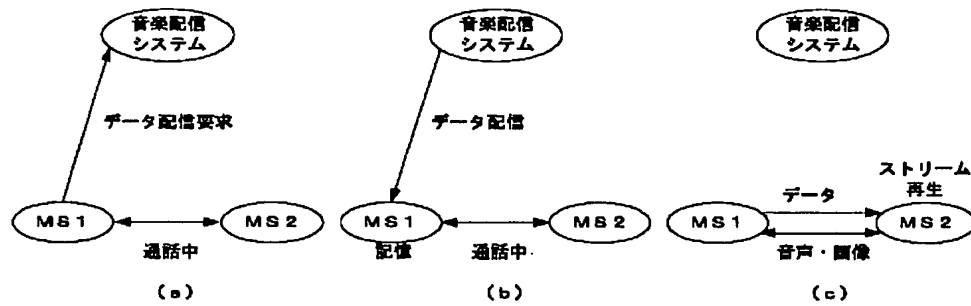 音楽配信
システム
データ配信要求
MS1
MS2
通話中
(a)
音楽配信
システム
データ配信
MS1
MS2
記憶
通話中
(b)
音楽配信
システム
ストリーム
再生
データ
MS1
MS2
音声・画像
(c)